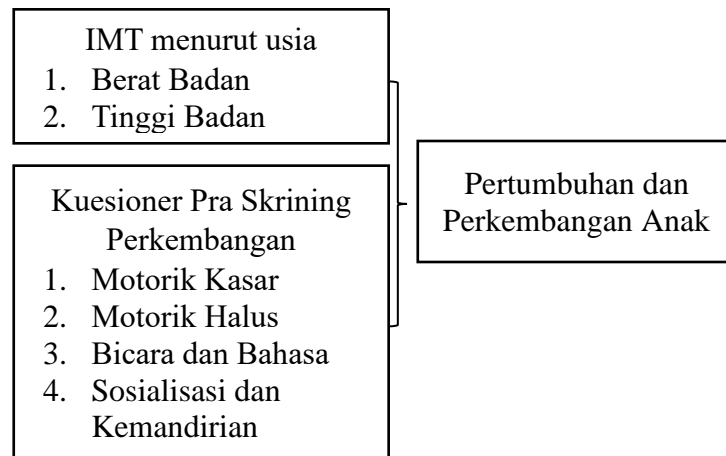 IMT menurut usia
1. Berat Badan
2. Tinggi Badan
Kuesioner Pra Skrining
Perkembangan
1. Motorik Kasar
2. Motorik Halus
3. Bicara dan Bahasa
4. Sosialisasi dan
Kemandirian
Pertumbuhan dan
Perkembangan Anak